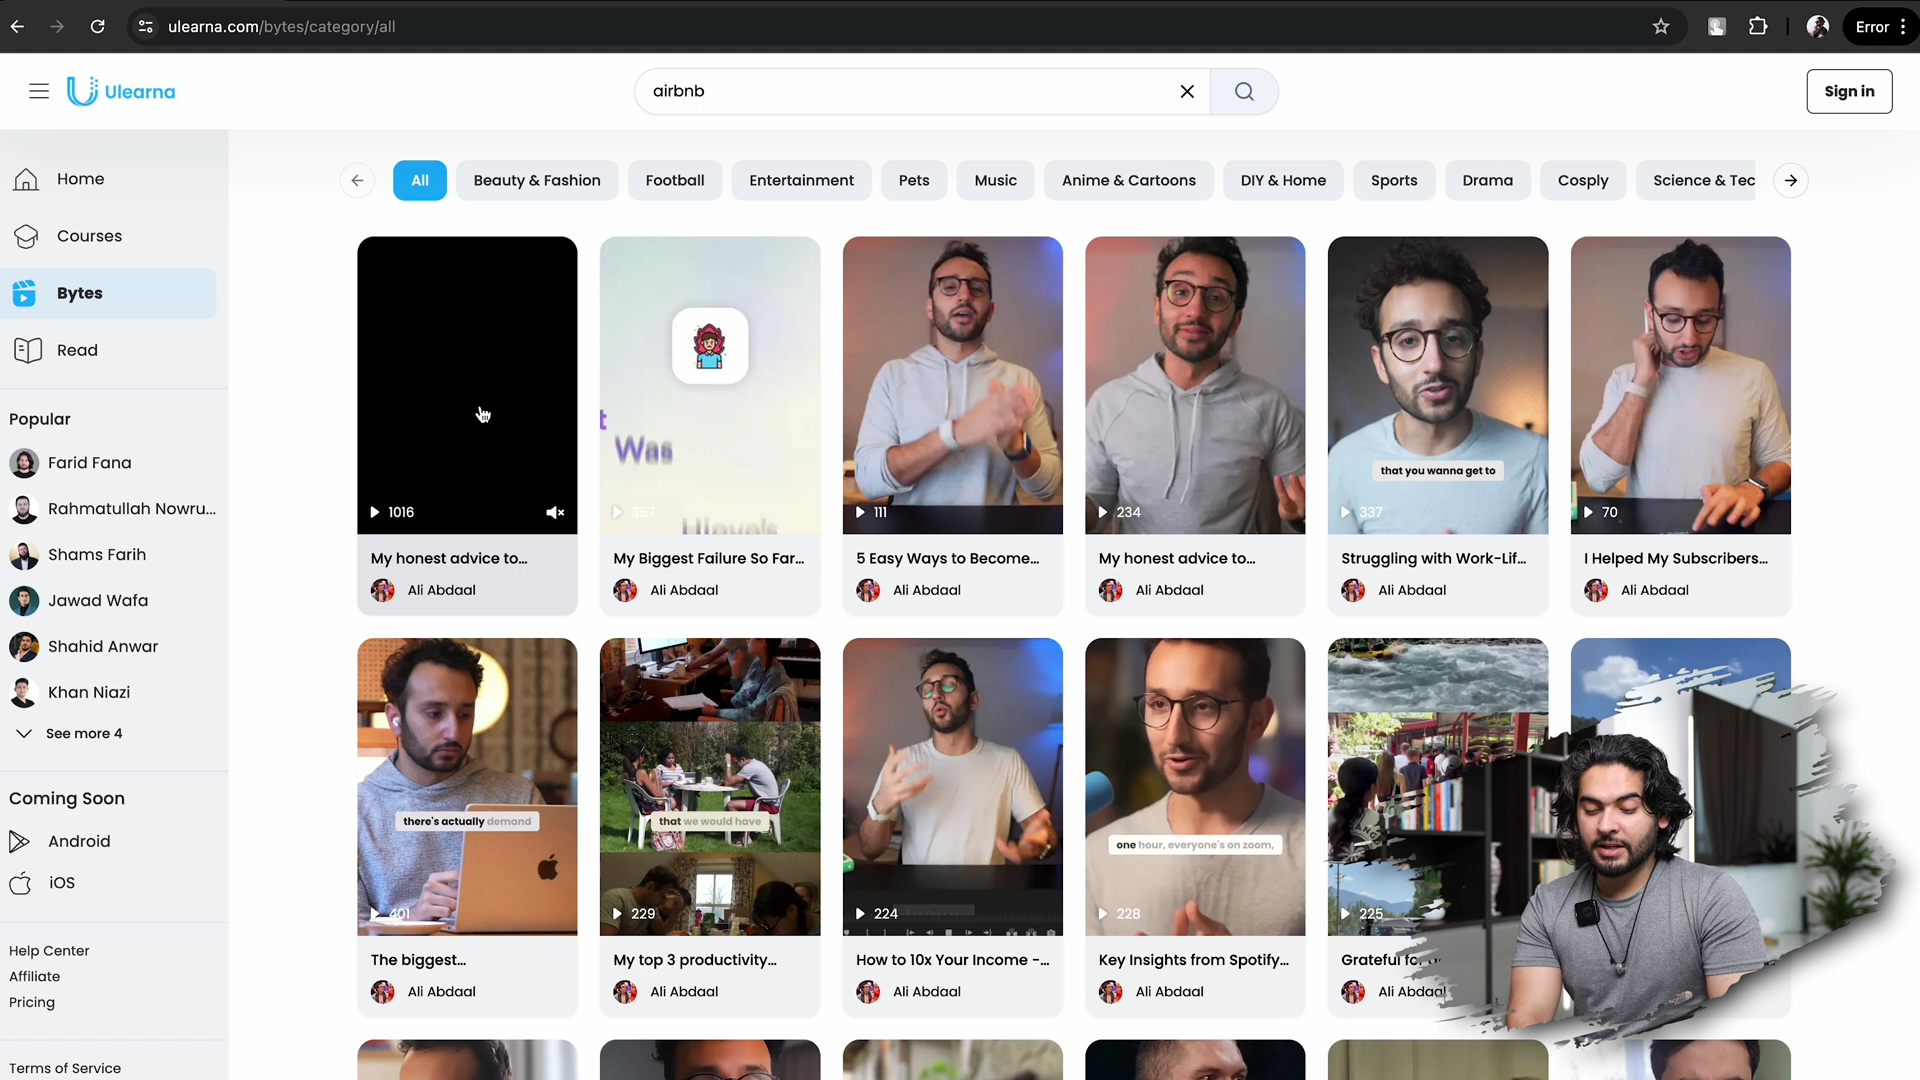 ulearna.com/bytes/category/all
Error
Ulearna
airbnb
Sign in
Home
Courses
Bytes
Read
Popular
Farid Fana
Rahmatullah Nowru...
Shams Farih
Jawad Wafa
Shahid Anwar
Khan Niazi
See more 4
Coming Soon
Android
iOS
Help Center
Affiliate
Pricing
Terms of Service
All
Beauty & Fashion
Football
Entertainment
Pets
Music
Anime & Cartoons
DIY & Home
Sports
Drama
Cosply
Science & Tec
1016
My honest advice to...
Ali Abdaal
Was
367
My Biggest Failure So Far...
Ali Abdaal
111
5 Easy Ways to Become...
Ali Abdaal
234
My honest advice to...
Ali Abdaal
that you wanna get to
337
Struggling with Work-Lif...
Ali Abdaal
70
I Helped My Subscribers...
Ali Abdaal
there's actually demand
401
The biggest...
Ali Abdaal
that we would have
229
My top 3 productivity...
Ali Abdaal
224
How to 10x Your Income -...
Ali Abdaal
one hour, everyone's on zoom,
228
Key Insights from Spotify...
Ali Abdaal
225
Grateful for
Ali Abdaal